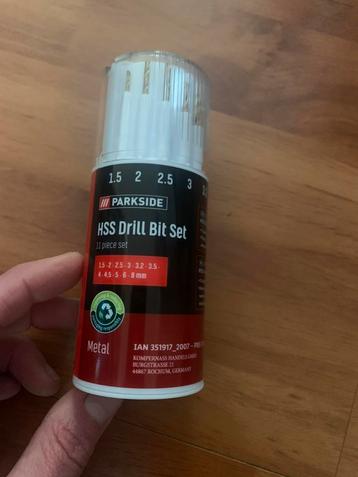 1.5 2 2.5 3
PARKSIDE
HSS Drill Bit Set
11 piece set
1.5 - 2 - 2.5 - 3 - 3.2 - 3.5 -
4 - 4.5 - 5 - 6 - 8 mm
Metal
IAN 351917_2007 -
KOMPERNASS HANDELS GMBH
BURGSTRASSE 21
44867 BOCHUM, GERMANY